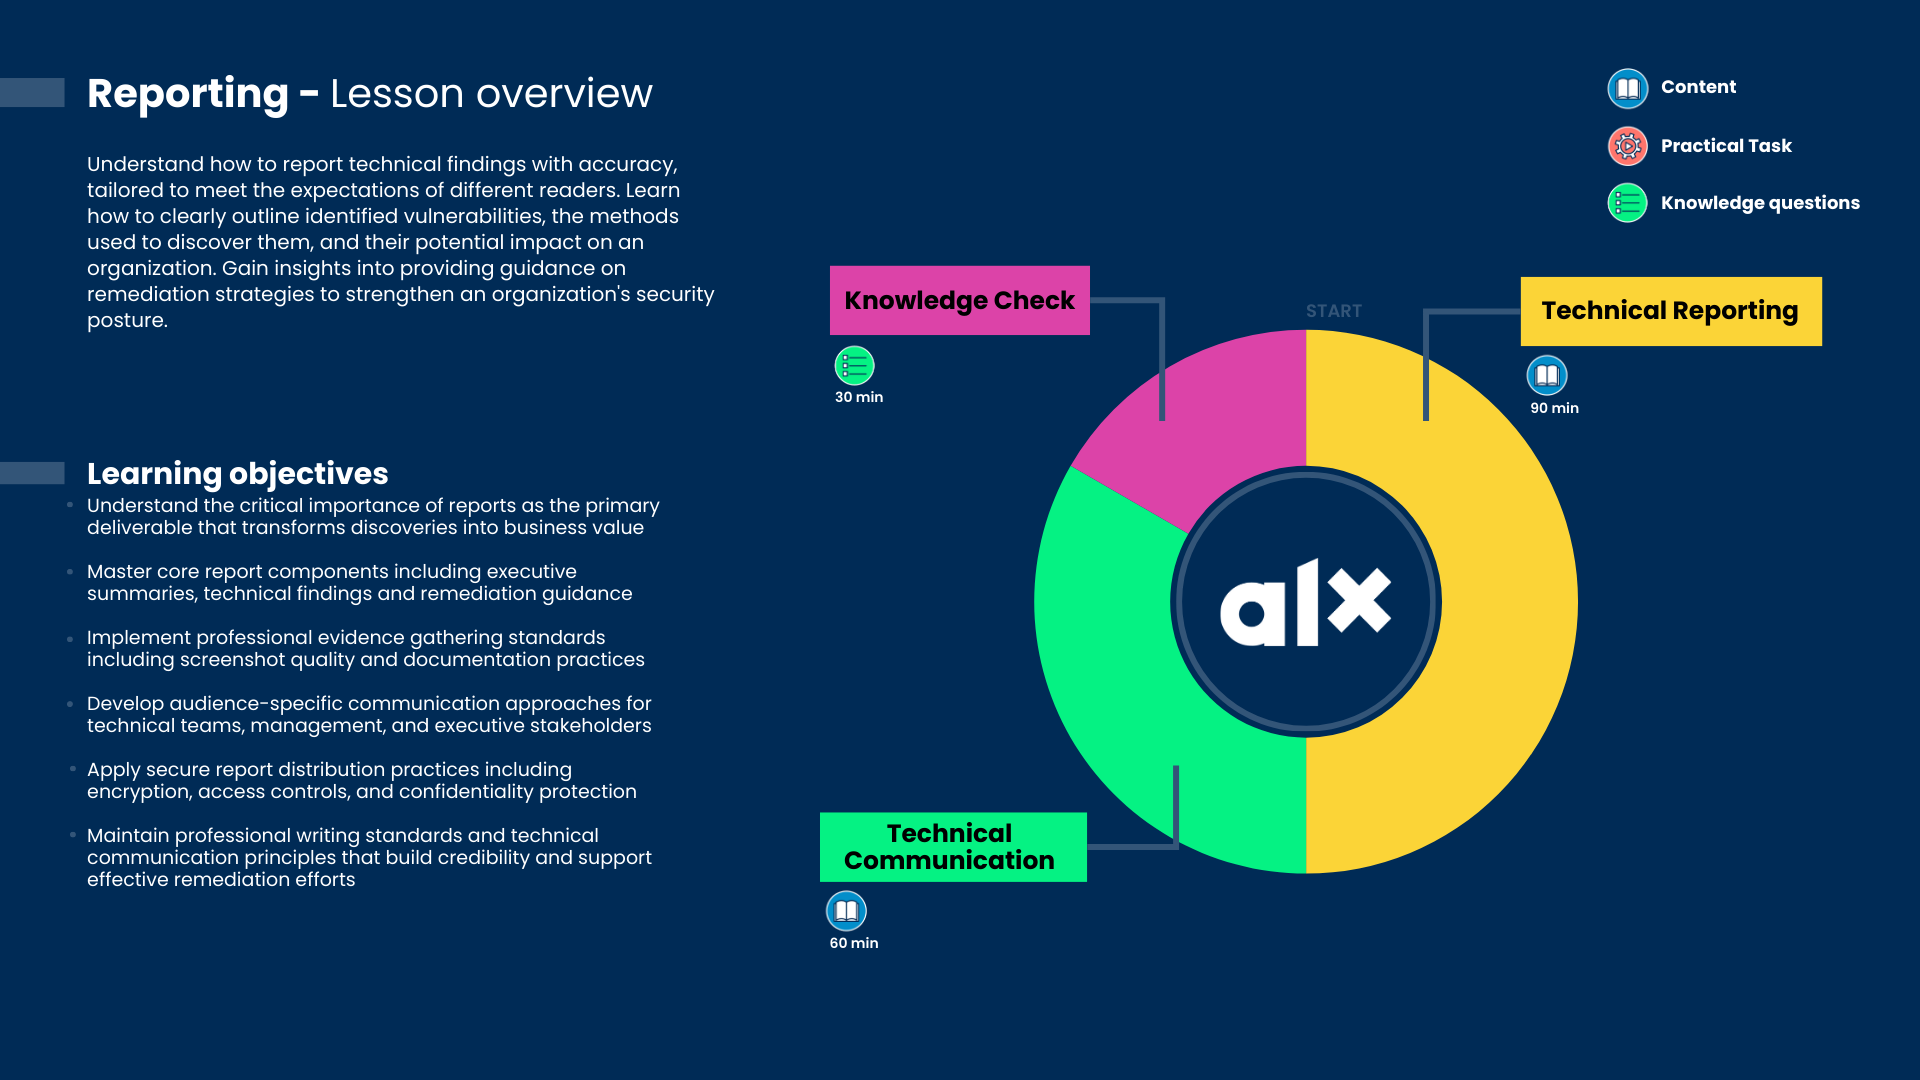 Reporting - Lesson overview
Understand how to report technical findings with accuracy,
tailored to meet the expectations of different readers. Learn
how to clearly outline identified vulnerabilities, the methods
used to discover them, and their potential impact on an
organization. Gain insights into providing guidance on
remediation strategies to strengthen an organization's security
posture.
Learning objectives
Understand the critical importance of reports as the primary
deliverable that transforms discoveries into business value
Master core report components including executive
summaries, technical findings and remediation guidance
Implement professional evidence gathering standards
including screenshot quality and documentation practices
Develop audience-specific communication approaches for
technical teams, management, and executive stakeholders
Apply secure report distribution practices including
encryption, access controls, and confidentiality protection
Maintain professional writing standards and technical
communication principles that build credibility and support
effective remediation efforts
Content
Practical Task
Knowledge questions
Knowledge Check
30 min
START
Technical Reporting
90 min
alx
Technical
Communication
60 min